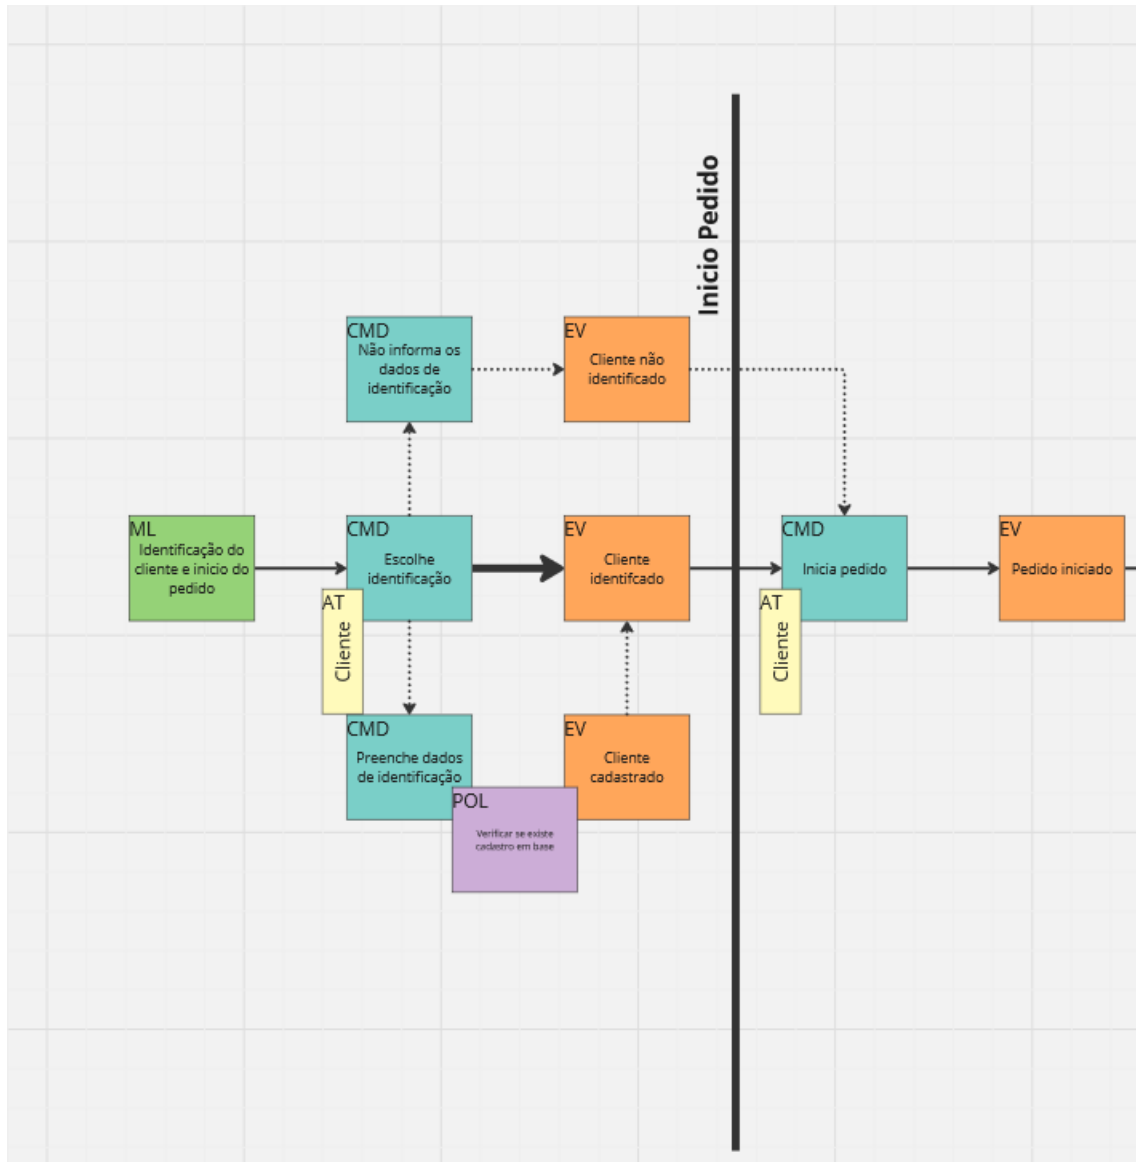 Inicio Pedido
CMD
Não informa os
dados de
identificação
EV
Cliente não
identificado
ML
Identificação do
cliente e inicio do
pedido
CMD
Escolhe
identificação
AT
Cliente
EV
Cliente
identifcado
CMD
Inicia pedido
AT
Cliente
EV
Pedido iniciado
CMD
Preenche dados
de identificação
EV
Cliente
cadastrado
POL
Verificar se existe
cadastro em base